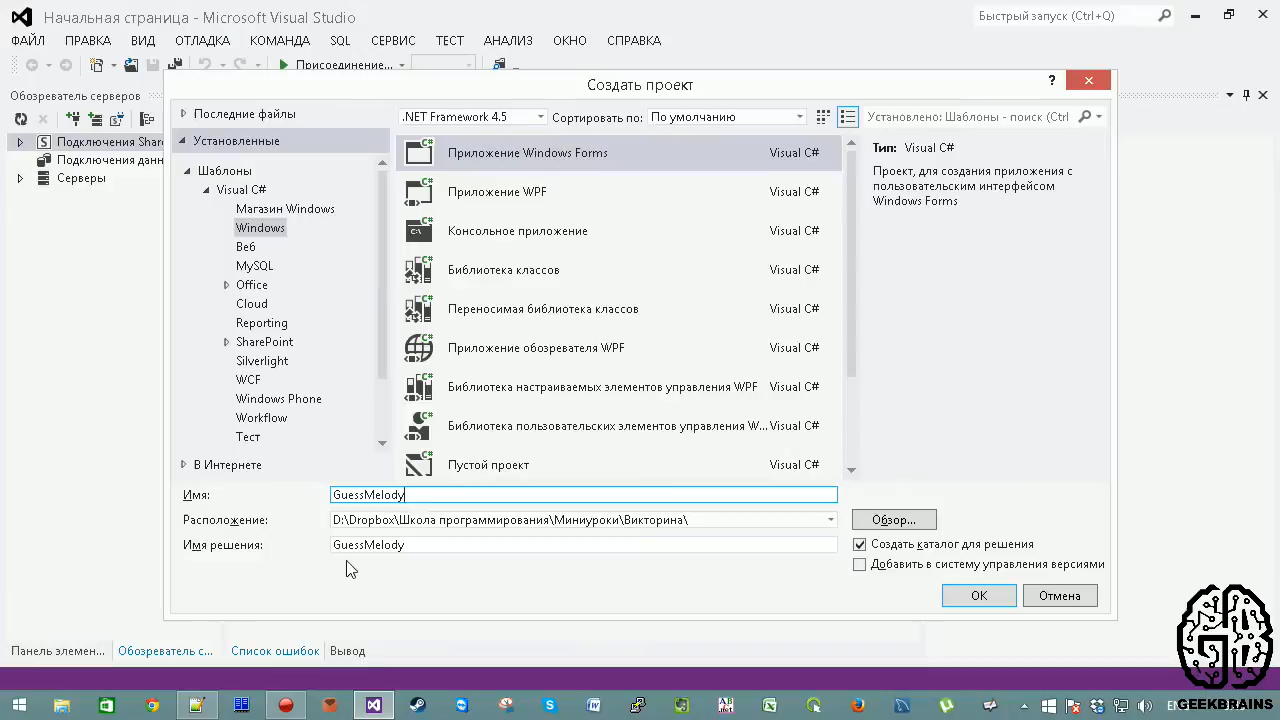 Начальная страница - Microsoft Visual Studio
Быстрый запуск (Ctrl+Q)
ФАЙЛ ПРАВКА ВИД ОТЛАДКА КОМАНДА SQL СЕРВИС ТЕСТ АНАЛИЗ ОКНО СПРАВКА
Присоединение...
Обозреватель серверов
Подключения Share
Подключения данн
Серверы
Создать проект
?
Последние файлы
.NET Framework 4.5
Сортировать по:
По умолчанию
Установлено: Шаблоны - поиск (Ctrl
Установленные
Шаблоны
Visual C#
Магазин Windows
Windows
Веб
MySQL
Office
Cloud
Reporting
SharePoint
Silverlight
WCF
Windows Phone
Workflow
Тест
В Интернете
Приложение Windows Forms Visual C#
Приложение WPF Visual C#
Консольное приложение Visual C#
Библиотека классов Visual C#
Переносимая библиотека классов Visual C#
Приложение обозревателя WPF Visual C#
Библиотека настраиваемых элементов управления WPF Visual C#
Библиотека пользовательских элементов управления W... Visual C#
Пустой проект Visual C#
Тип: Visual C#
Проект, для создания приложения с
пользовательским интерфейсом
Windows Forms
Имя: GuessMelody
Расположение: D:\Dropbox\Школа программирования\Миниуроки\Викторина\
Обзор...
Имя решения: GuessMelody
Создать каталог для решения
Добавить в систему управления версиями
OK Отмена
Панель элемен... Обозреватель с... Список ошибок Вывод
GEEKBRAINS